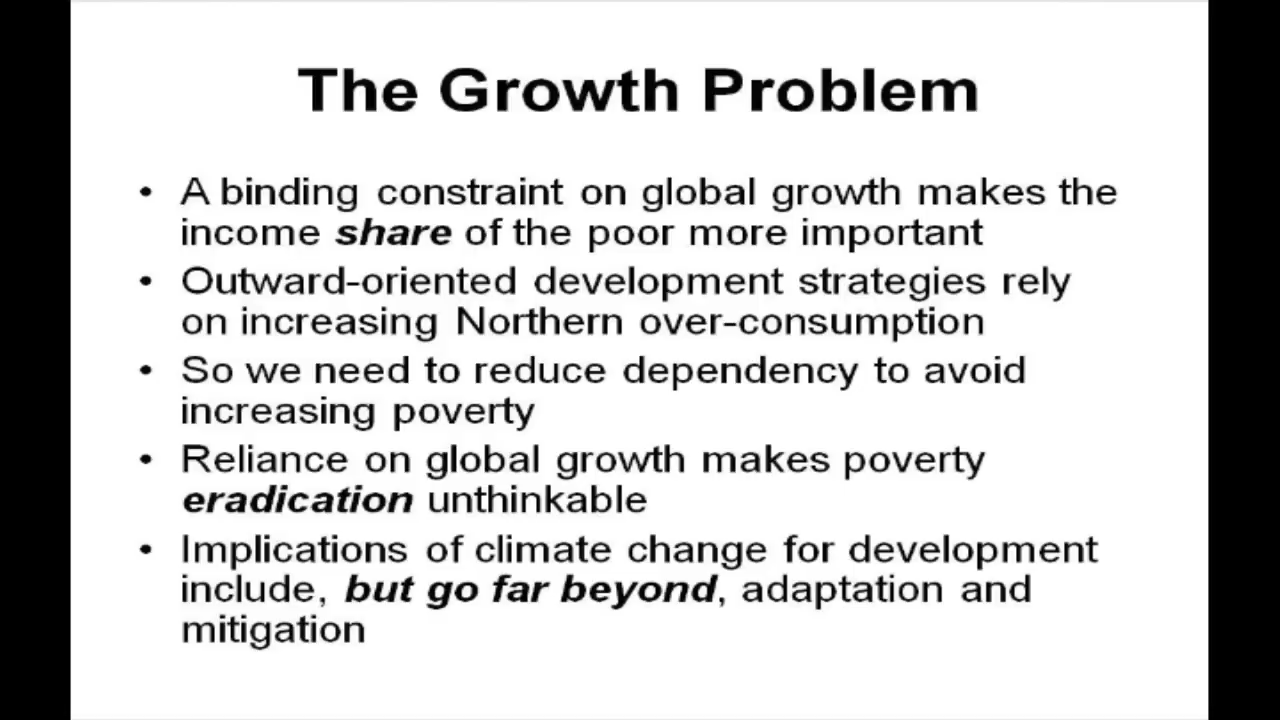 The Growth Problem
• A binding constraint on global growth makes the
income share of the poor more important
• Outward-oriented development strategies rely
on increasing Northern over-consumption
• So we need to reduce dependency to avoid
increasing poverty
• Reliance on global growth makes poverty
eradication unthinkable
• Implications of climate change for development
include, but go far beyond, adaptation and
mitigation